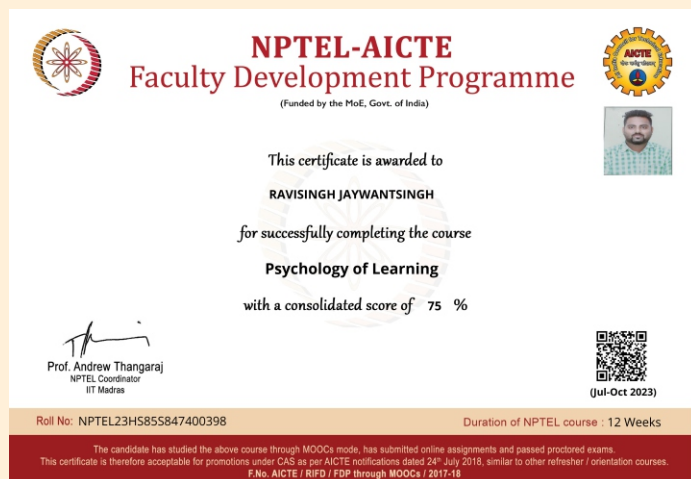 NPTEL-AICTE
AICTE
Faculty Development Programme
(Funded by the MoE, Govt. of India)
This certificate is awarded to
RAVISINGH JAYWANTSINGH
for successfully completing the course
Psychology of Learning
with a consolidated score of 75 %
Prof. Andrew Thangaraj
NPTEL Coordinator
IIT Madras
(Jul-Oct 2023)
Roll No: NPTEL23HS85S847400398
Duration of NPTEL course : 12 Weeks
The candidate has studied the above course through MOOCs mode, has submitted online assignments and passed proctored exams.
This certificate is therefore acceptable for promotions under CAS as per AICTE notifications dated 24th July 2018, similar to other refresher / orientation courses.
F.No. AICTE / RIFD / FDP through MOOCs / 2017-18